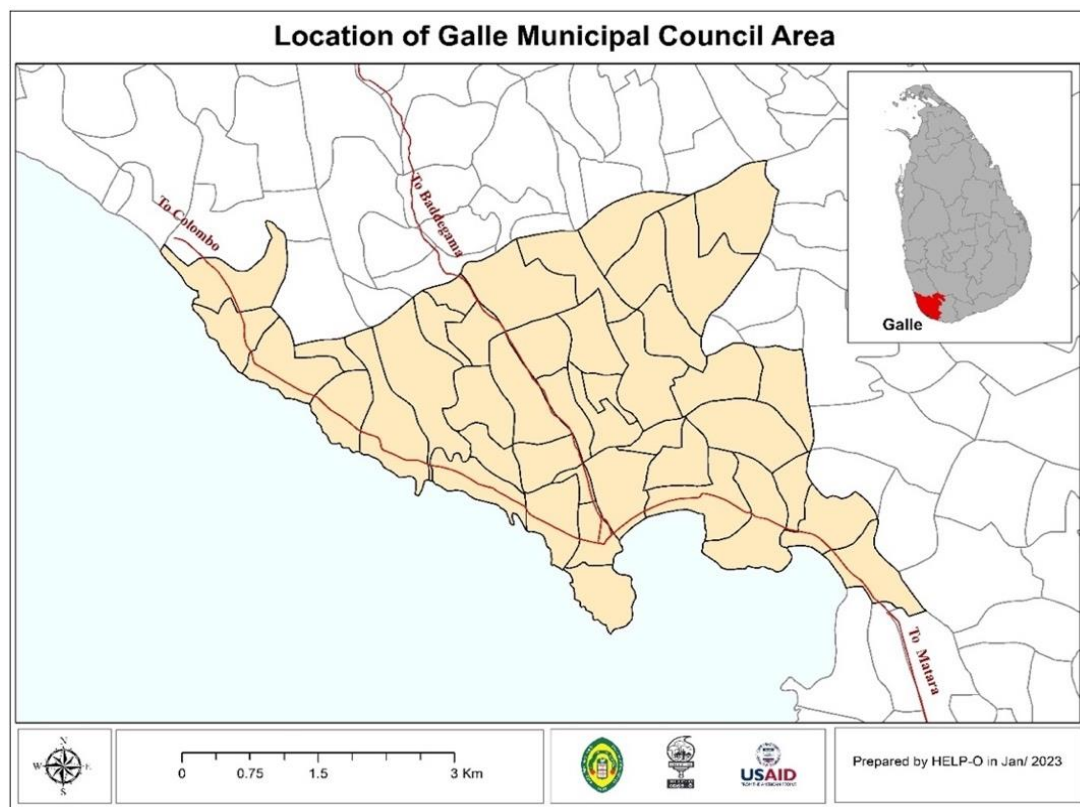 Location of Galle Municipal Council Area
To Colombo
To Baddegama
Galle
To Matara
N
W
E
S
0 0.75 1.5 3 Km
USAID
Prepared by HELP-O in Jan/ 2023